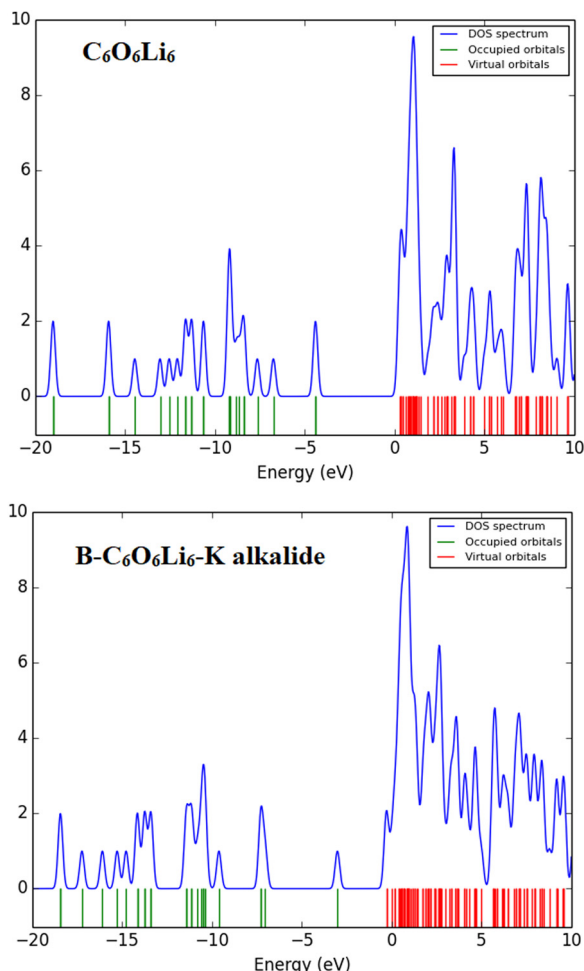 10
C₆O₆Li₆
DOS spectrum
Occupied orbitals
Virtual orbitals
8
6
4
2
0
−20 −15 −10 −5 0 5 10
Energy (eV)
10
B-C₆O₆Li₆-K alkalide
DOS spectrum
Occupied orbitals
Virtual orbitals
8
6
4
2
0
−20 −15 −10 −5 0 5 10
Energy (eV)